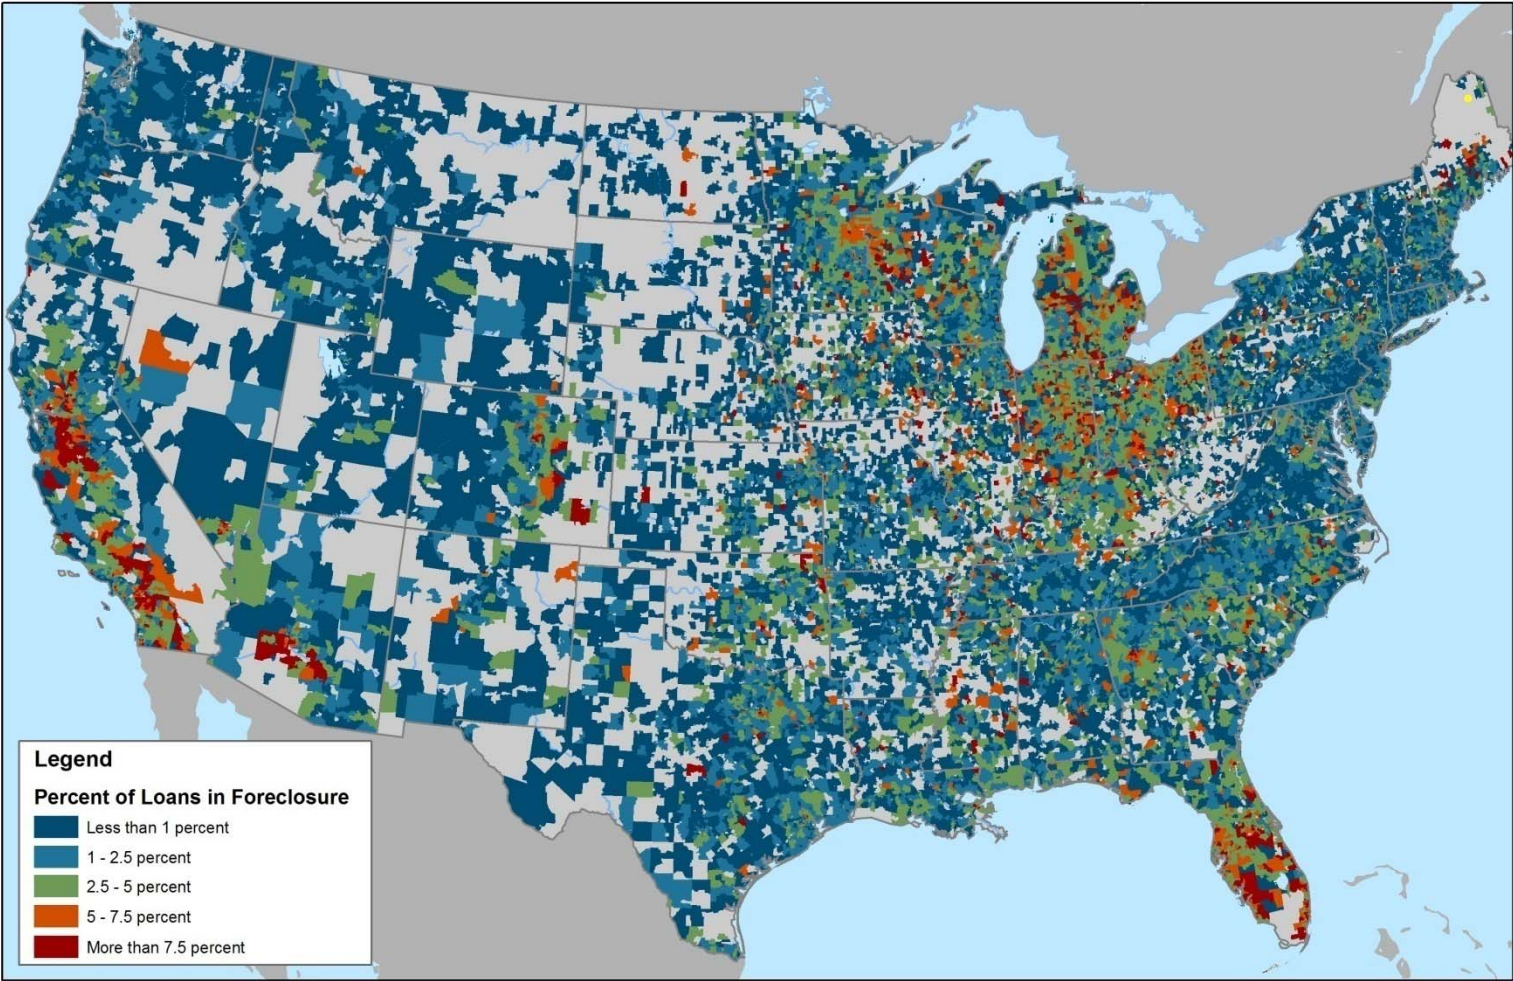 Legend
Percent of Loans in Foreclosure
Less than 1 percent
1 - 2.5 percent
2.5 - 5 percent
5 - 7.5 percent
More than 7.5 percent